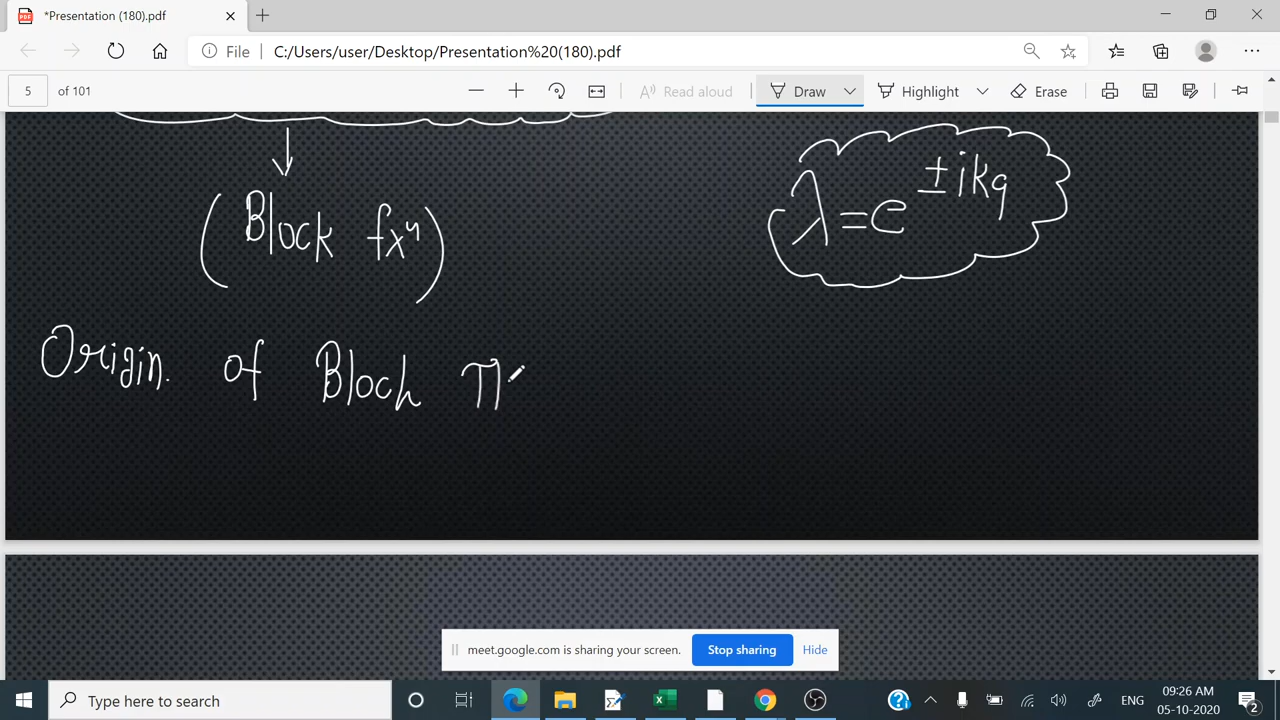 *Presentation (180).pdf
File C:/Users/user/Desktop/Presentation%20(180).pdf
5 of 101 Read aloud Draw Highlight Erase
λ=e^±ikq
(Block fxⁿ)
Origin. of Bloch
meet.google.com is sharing your screen. Stop sharing Hide
Type here to search
ENG
09:26 AM
05-10-2020
2